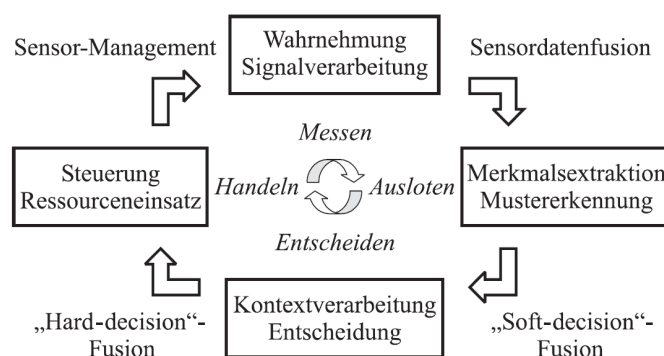 Sensor-Management
Wahrnehmung
Signalverarbeitung
Sensordatenfusion
Messen
Steuerung
Ressourceneinsatz
Handeln
Ausloten
Merkmalsextraktion
Mustererkennung
Entscheiden
„Hard-decision“-
Fusion
Kontextverarbeitung
Entscheidung
„Soft-decision“-
Fusion